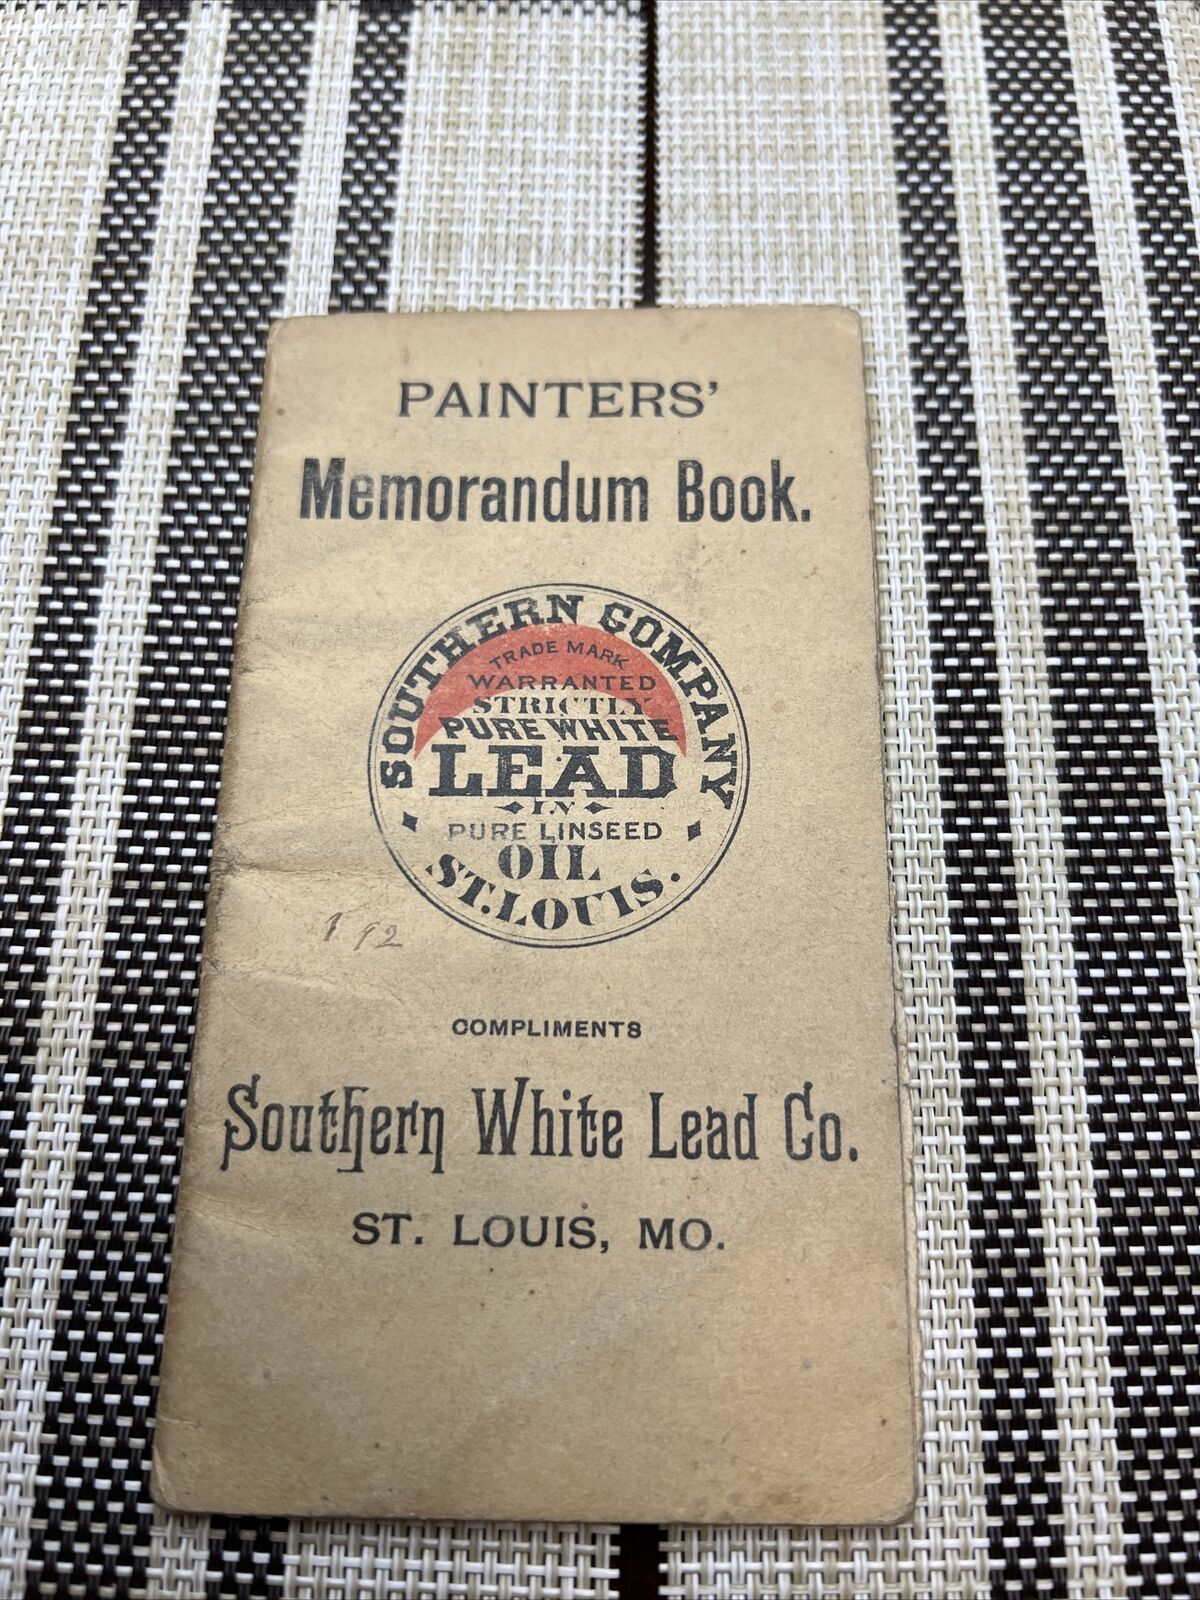 PAINTERS'
Memorandum Book.
SOUTHERN COMPANY
TRADE MARK
WARRANTED
STRICTLY
PURE WHITE
LEAD
IN
PURE LINSEED
OIL
ST. LOUIS.
192
COMPLIMENTS
Southern White Lead Co.
ST. LOUIS, MO.